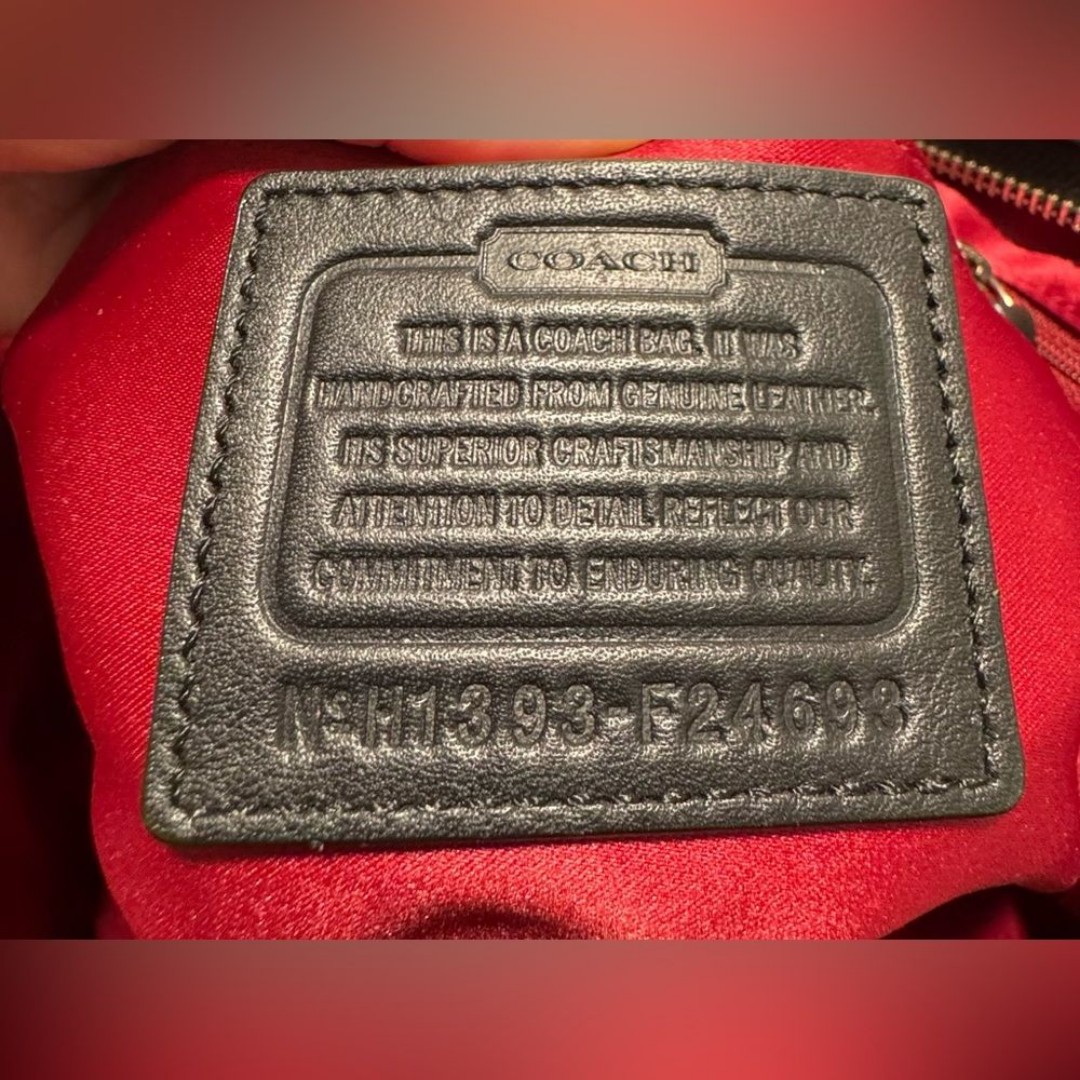 COACH
THIS IS A COACH BAG. IT WAS
HANDCRAFTED FROM GENUINE LEATHER.
ITS SUPERIOR CRAFTSMANSHIP AND
ATTENTION TO DETAIL REFLECT OUR
COMMITMENT TO ENDURING QUALITY.
Nº H1393-F24693